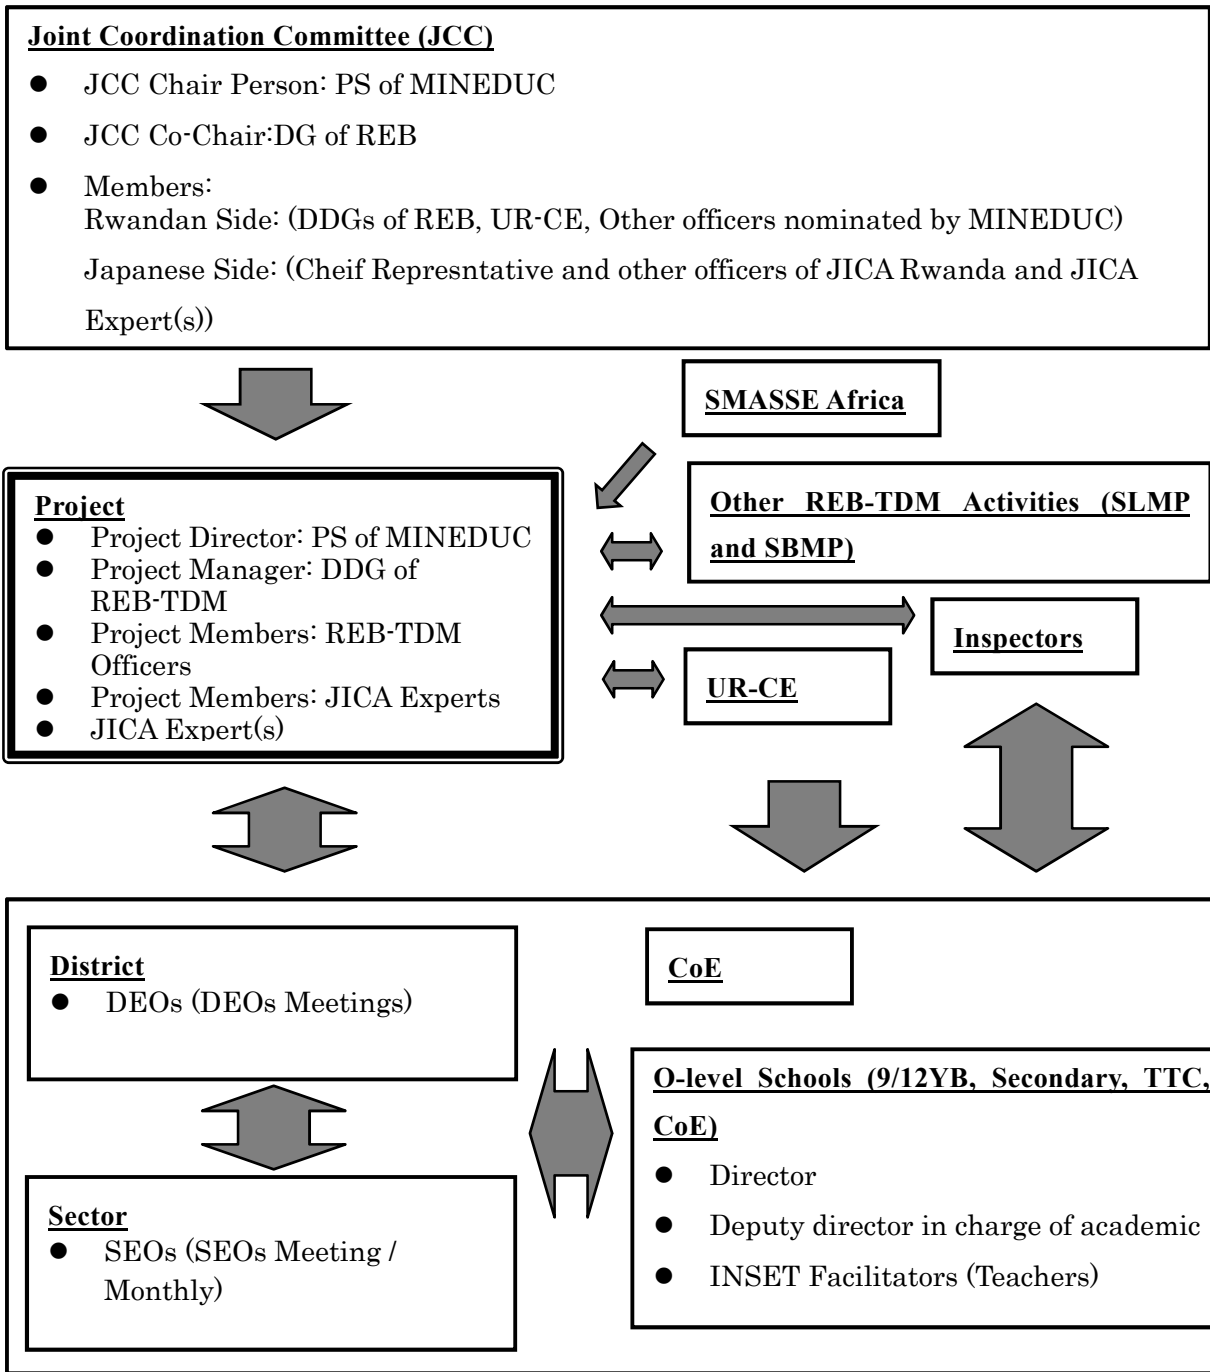 Joint Coordination Committee (JCC)
● JCC Chair Person: PS of MINEDUC
● JCC Co-Chair:DG of REB
● Members:
Rwandan Side: (DDGs of REB, UR-CE, Other officers nominated by MINEDUC)
Japanese Side: (Cheif Represntative and other officers of JICA Rwanda and JICA
Expert(s))
SMASSE Africa
Project
● Project Director: PS of MINEDUC
● Project Manager: DDG of
REB-TDM
● Project Members: REB-TDM
Officers
● Project Members: JICA Experts
● JICA Expert(s)
Other REB-TDM Activities (SLMP
and SBMP)
Inspectors
UR-CE
District
● DEOs (DEOs Meetings)
CoE
Sector
● SEOs (SEOs Meeting /
Monthly)
O-level Schools (9/12YB, Secondary, TTC,
CoE)
● Director
● Deputy director in charge of academic
● INSET Facilitators (Teachers)